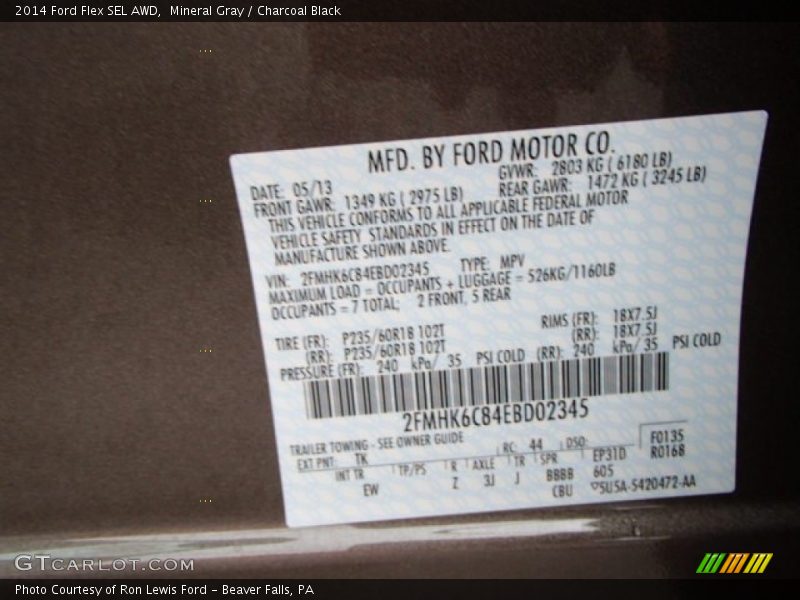 2014 Ford Flex SEL AWD,  Mineral Gray / Charcoal Black
MFD. BY FORD MOTOR CO.
DATE: 05/13 GVWR: 2803 KG ( 6180 LB)
FRONT GAWR: 1349 KG ( 2975 LB) REAR GAWR: 1472 KG ( 3245 LB)
THIS VEHICLE CONFORMS TO ALL APPLICABLE FEDERAL MOTOR
VEHICLE SAFETY STANDARDS IN EFFECT ON THE DATE OF
MANUFACTURE SHOWN ABOVE.
VIN: 2FMHK6C84EBD02345 TYPE: MPV
MAXIMUM LOAD = OCCUPANTS + LUGGAGE = 526KG/1160LB
OCCUPANTS = 7 TOTAL; 2 FRONT, 5 REAR
TIRE (FR): P235/60R18 102T RIMS (FR): 18X7.5J
(RR): P235/60R18 102T (RR): 18X7.5J
PRESSURE (FR): 240 kPa/ 35 PSI COLD (RR): 240 kPa/ 35 PSI COLD
2FMHK6C84EBD02345
TRAILER TOWING - SEE OWNER GUIDE RC: 44 DSO: F0135
EXT PNT: TK EP31D R0168
INT TR TP/PS R AXLE TR SPR 605
EW Z 3J J BBBB
CBU 5U5A-5420472-AA
GTCARLOT.COM
Photo Courtesy of Ron Lewis Ford - Beaver Falls, PA